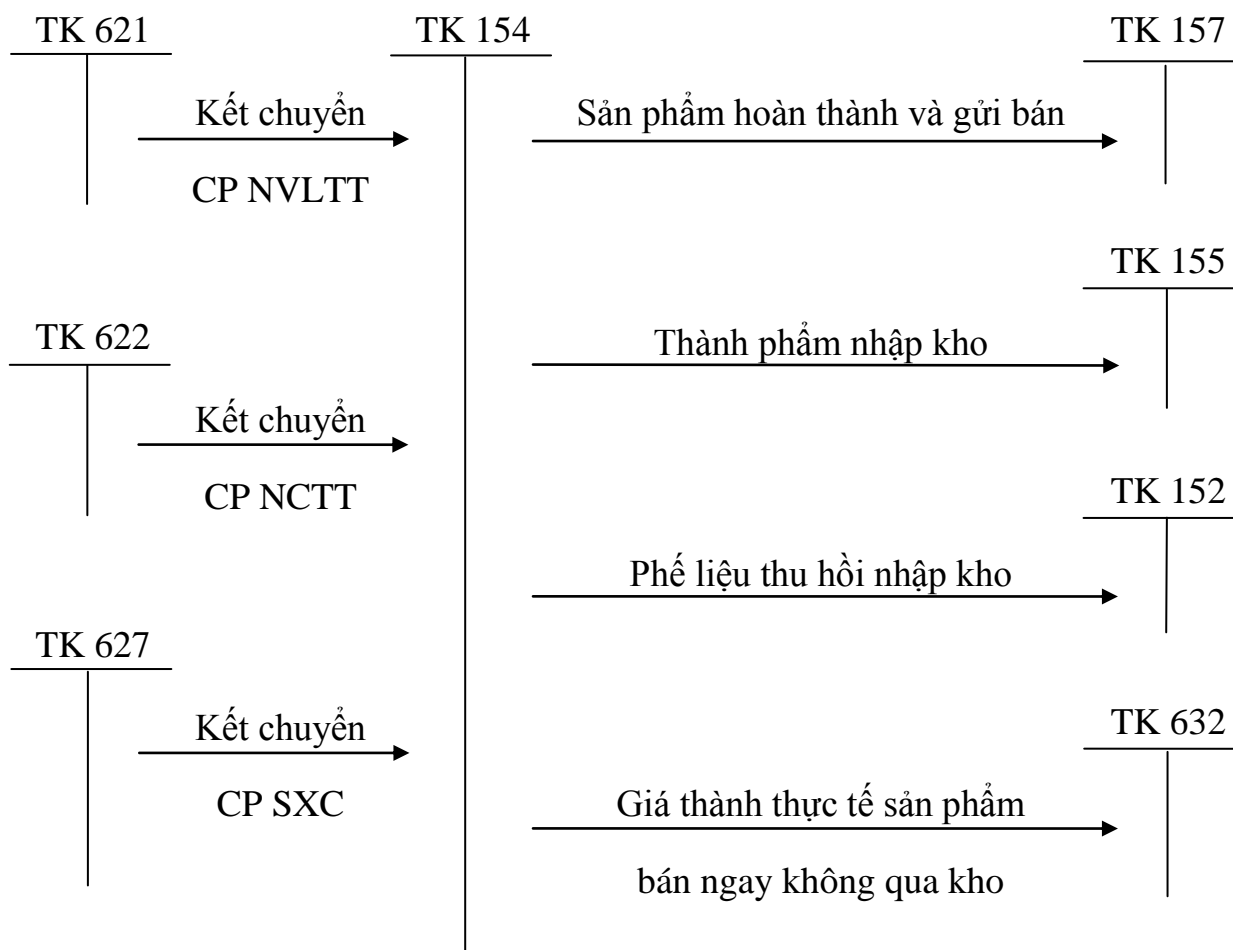 TK 621
TK 154
TK 157
Kết chuyển
CP NVLTT
Sản phẩm hoàn thành và gửi bán
TK 155
TK 622
Thành phẩm nhập kho
Kết chuyển
CP NCTT
TK 152
Phế liệu thu hồi nhập kho
TK 627
Kết chuyển
CP SXC
TK 632
Giá thành thực tế sản phẩm
bán ngay không qua kho